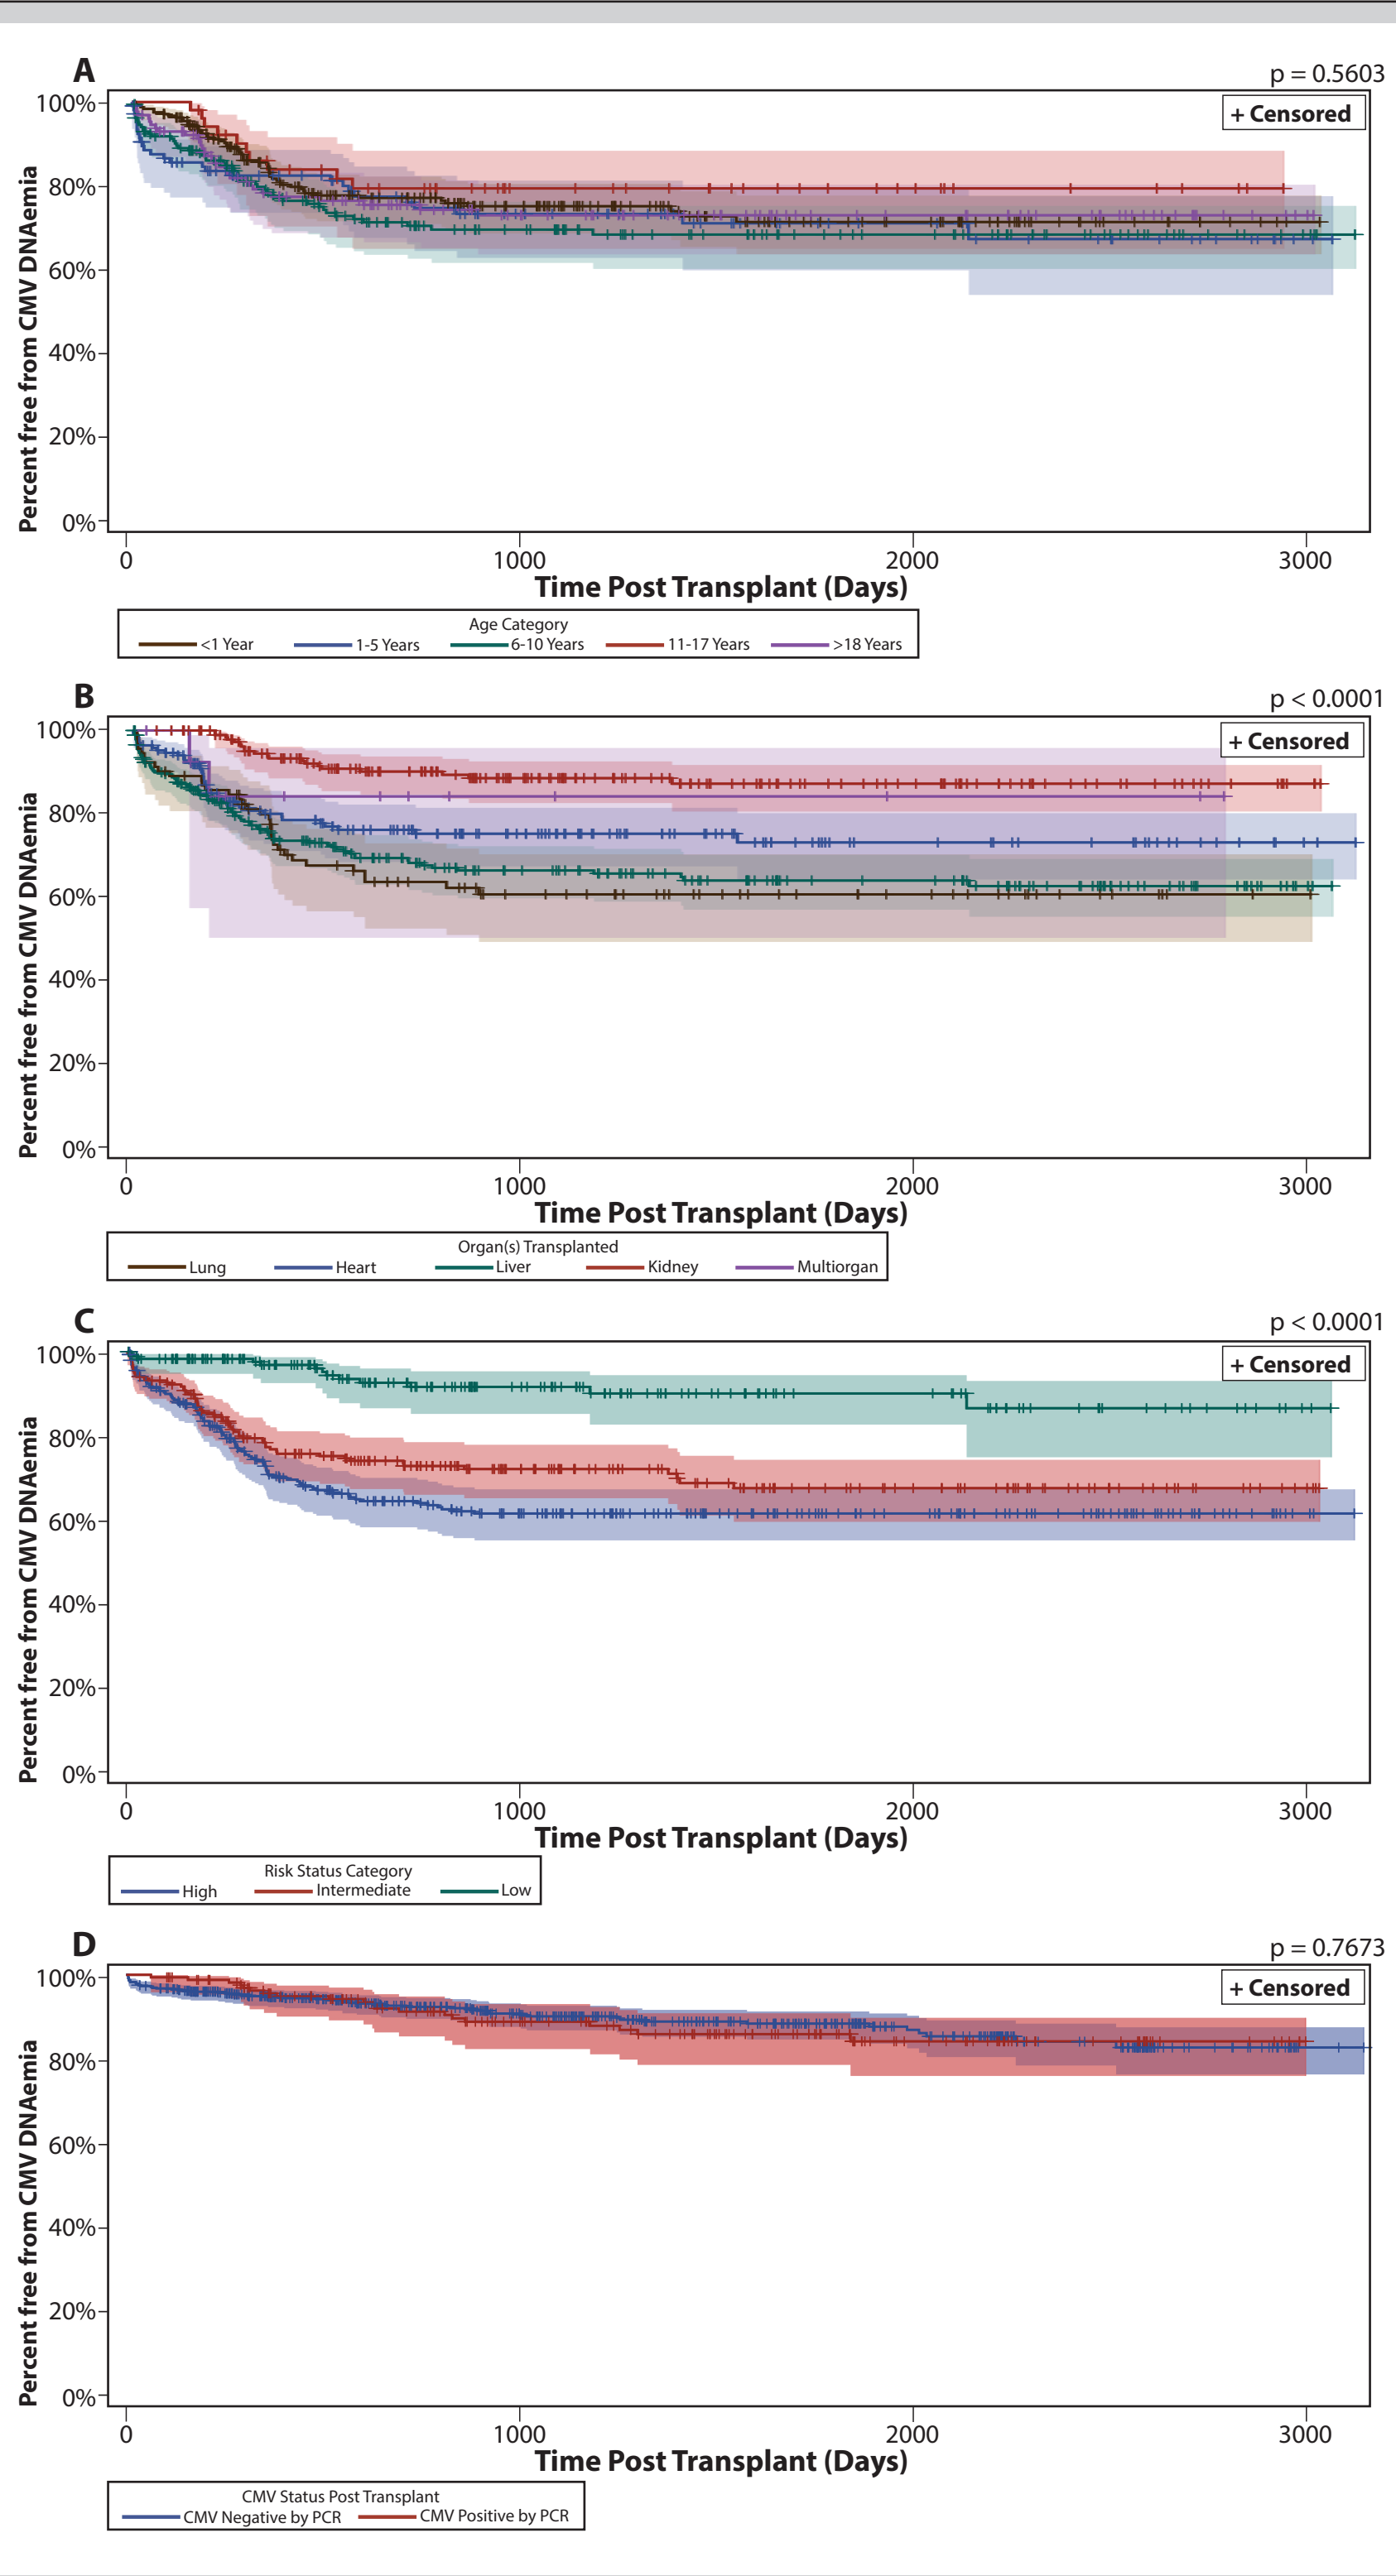 A
p = 0.5603
+ Censored
Percent free from CMV DNAemia
100%
80%
60%
40%
20%
0%
0 1000 2000 3000
Time Post Transplant (Days)
Age Category
<1 Year 1-5 Years 6-10 Years 11-17 Years >18 Years
B
p < 0.0001
+ Censored
Percent free from CMV DNAemia
100%
80%
60%
40%
20%
0%
0 1000 2000 3000
Time Post Transplant (Days)
Organ(s) Transplanted
Lung Heart Liver Kidney Multiorgan
C
p < 0.0001
+ Censored
Percent free from CMV DNAemia
100%
80%
60%
40%
20%
0%
0 1000 2000 3000
Time Post Transplant (Days)
Risk Status Category
High Intermediate Low
D
p = 0.7673
+ Censored
Percent free from CMV DNAemia
100%
80%
60%
40%
20%
0%
0 1000 2000 3000
Time Post Transplant (Days)
CMV Status Post Transplant
CMV Negative by PCR CMV Positive by PCR